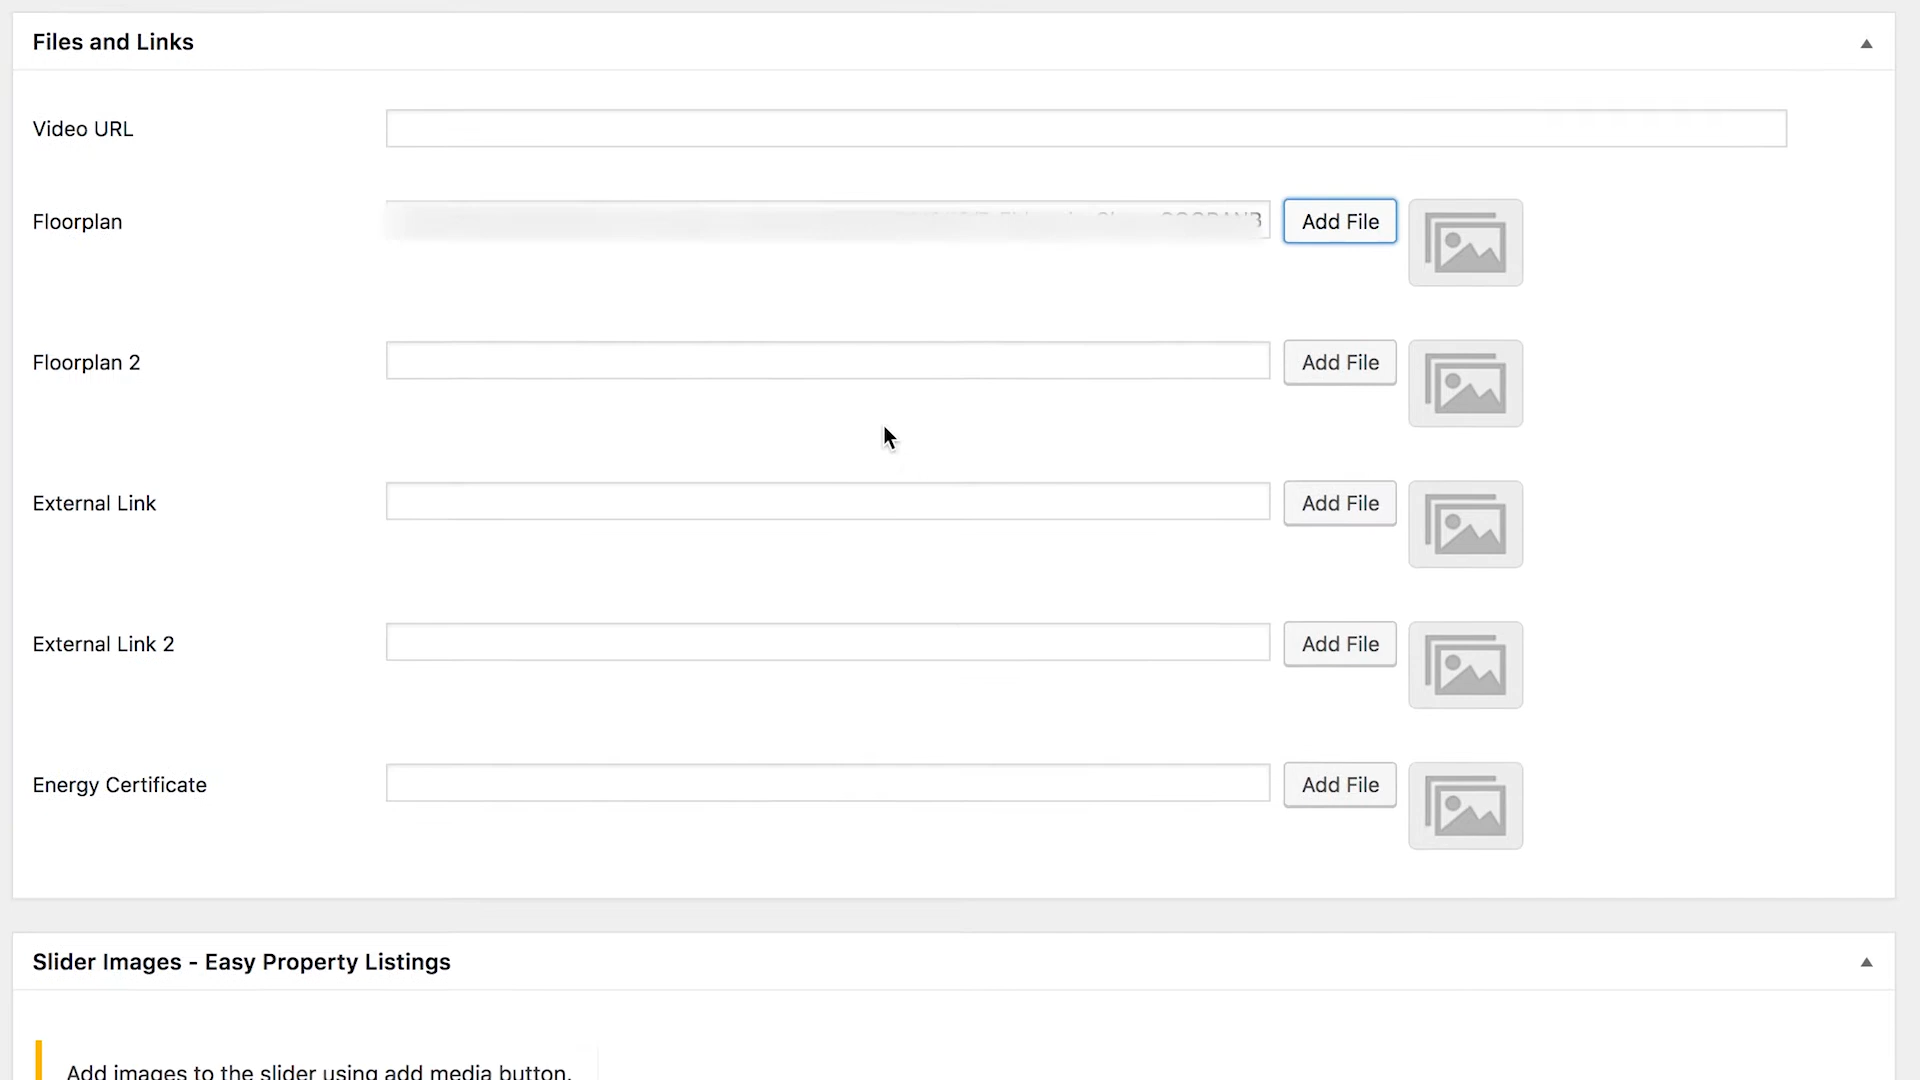 Files and Links
Video URL
Floorplan
Add File
Floorplan 2
Add File
External Link
Add File
External Link 2
Add File
Energy Certificate
Add File
Slider Images - Easy Property Listings
Add images to the slider using add media button.